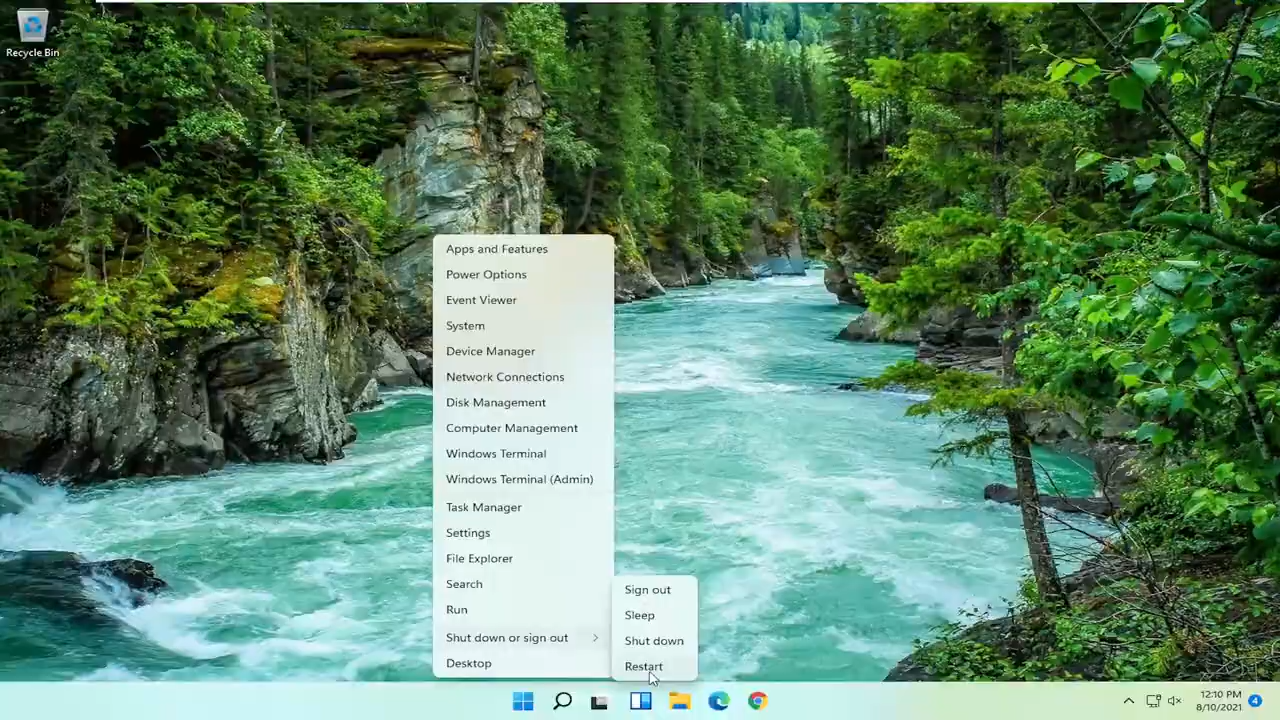 Recycle Bin
Apps and Features
Power Options
Event Viewer
System
Device Manager
Network Connections
Disk Management
Computer Management
Windows Terminal
Windows Terminal (Admin)
Task Manager
Settings
File Explorer
Search
Run
Shut down or sign out
Desktop
Sign out
Sleep
Shut down
Restart
12:10 PM
8/10/2021
4